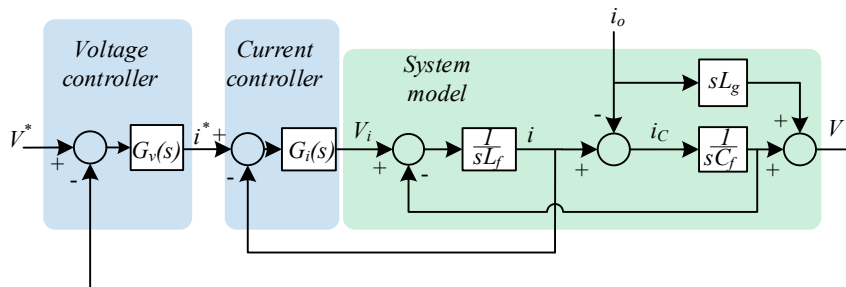 Voltage
controller
Current
controller
System
model
i_o
sL_g
V*
+
-
G_v(s)
i*
+
-
G_i(s)
V_i
+
-
1
sL_f
i
-
+
i_C
1
sC_f
+
+
V